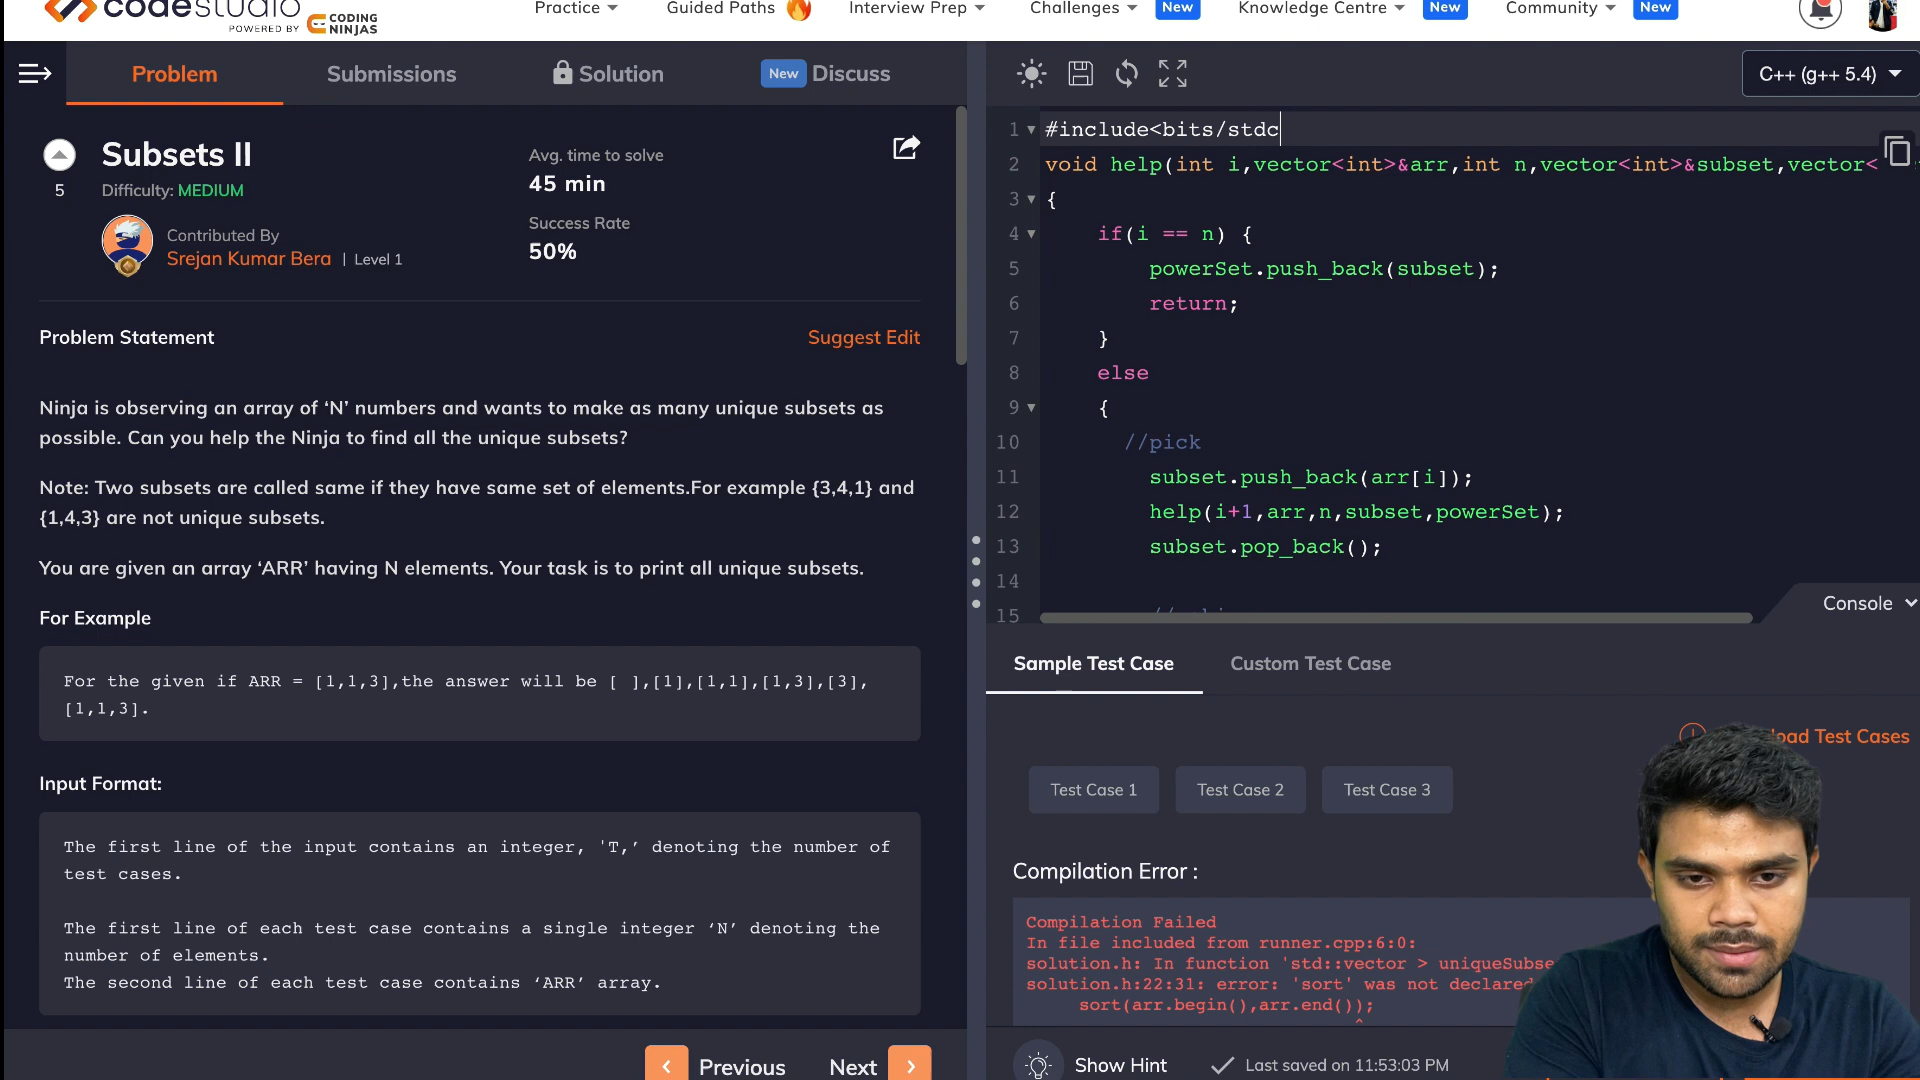 codestudio
POWERED BY CODING NINJAS
Practice
Guided Paths
Interview Prep
Challenges
New
Knowledge Centre
New
Community
New
Problem
Submissions
Solution
New
Discuss
C++ (g++ 5.4)
5
Subsets II
Difficulty: MEDIUM
Contributed By
Srejan Kumar Bera | Level 1
Avg. time to solve
45 min
Success Rate
50%
Problem Statement
Suggest Edit
Ninja is observing an array of ‘N’ numbers and wants to make as many unique subsets as
possible. Can you help the Ninja to find all the unique subsets?
Note: Two subsets are called same if they have same set of elements.For example {3,4,1} and
{1,4,3} are not unique subsets.
You are given an array ‘ARR’ having N elements. Your task is to print all unique subsets.
For Example
For the given if ARR = [1,1,3],the answer will be [ ],[1],[1,1],[1,3],[3],
[1,1,3].
Input Format:
The first line of the input contains an integer, 'T,’ denoting the number of
test cases.
The first line of each test case contains a single integer ‘N’ denoting the
number of elements.
The second line of each test case contains ‘ARR’ array.
Previous
Next
1 #include<bits/stdc
2 void help(int i,vector<int>&arr,int n,vector<int>&subset,vector<
3 {
4 if(i == n) {
5 powerSet.push_back(subset);
6 return;
7 }
8 else
9 {
10 //pick
11 subset.push_back(arr[i]);
12 help(i+1,arr,n,subset,powerSet);
13 subset.pop_back();
14
15
Console
Sample Test Case
Custom Test Case
Test Cases
Test Case 1
Test Case 2
Test Case 3
Compilation Error :
Compilation Failed
In file included from runner.cpp:6:0:
solution.h: In function 'std::vector > uniqueSubse
solution.h:22:31: error: 'sort' was not declared
sort(arr.begin(),arr.end());
^
Show Hint
Last saved on 11:53:03 PM